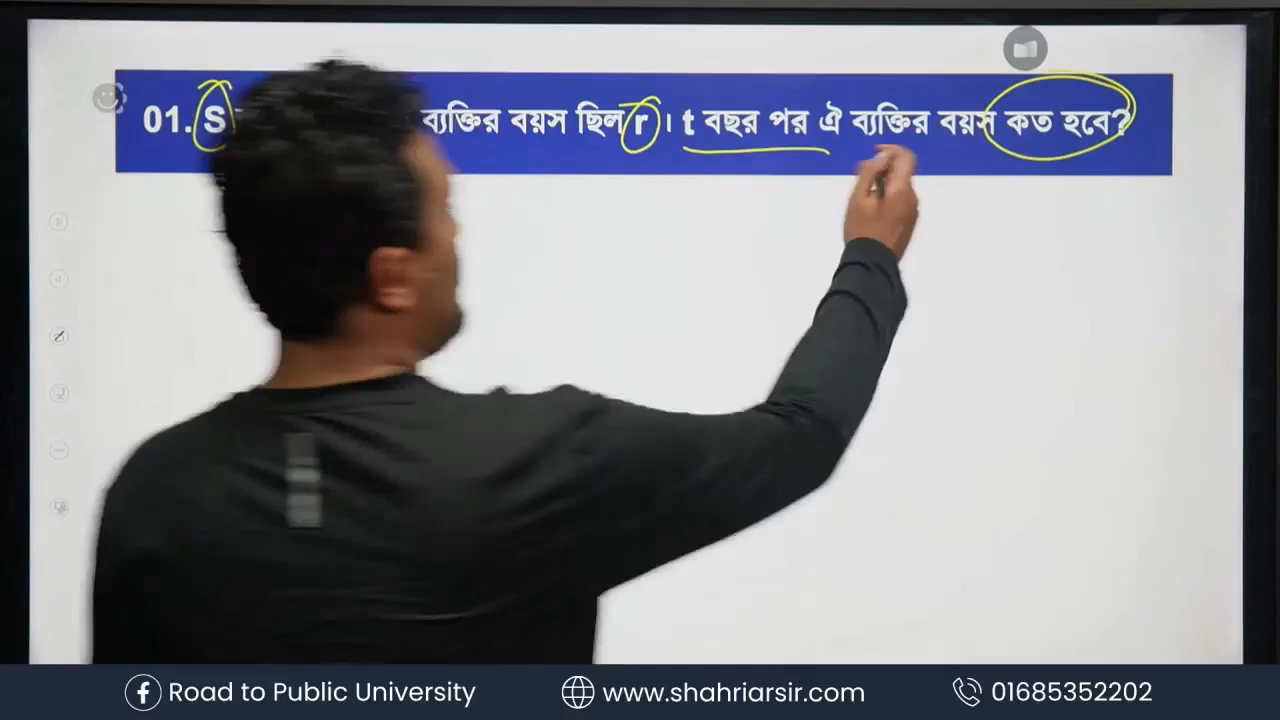 01. S ব্যক্তির বয়স ছিল r । t বছর পর ঐ ব্যক্তির বয়স কত হবে?
Road to Public University www.shahriarsir.com 01685352202